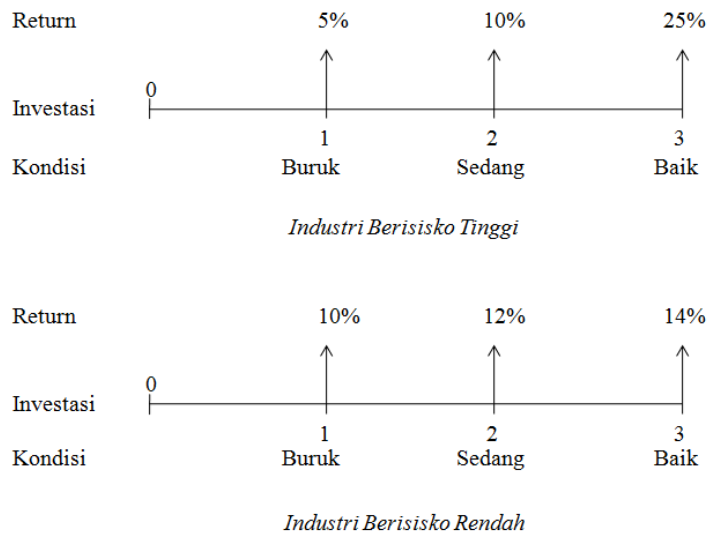 Return 5% 10% 25%
0
Investasi
1 2 3
Kondisi Buruk Sedang Baik
Industri Berisisko Tinggi
Return 10% 12% 14%
0
Investasi
1 2 3
Kondisi Buruk Sedang Baik
Industri Berisisko Rendah